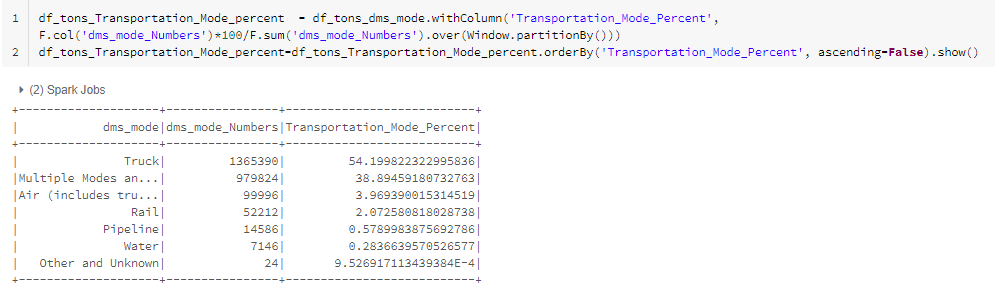 1 df_tons_Transportation_Mode_percent = df_tons_dms_mode.withColumn('Transportation_Mode_Percent',
F.col('dms_mode_Numbers')*100/F.sum('dms_mode_Numbers').over(Window.partitionBy()))
2 df_tons_Transportation_Mode_percent=df_tons_Transportation_Mode_percent.orderBy('Transportation_Mode_Percent', ascending=False).show()
(2) Spark Jobs
+--------------------+----------------+---------------------------+
|            dms_mode|dms_mode_Numbers|Transportation_Mode_Percent|
+--------------------+----------------+---------------------------+
|               Truck|         1365390|         54.199822322995836|
|Multiple Modes an...|          979824|          38.89459180732763|
|Air (includes tru...|           99996|          3.969390015314519|
|                Rail|           52212|          2.072580818028738|
|            Pipeline|           14586|         0.5789983875692786|
|               Water|            7146|         0.2836639570526577|
|   Other and Unknown|              24|       9.526917113439384E-4|
+--------------------+----------------+---------------------------+